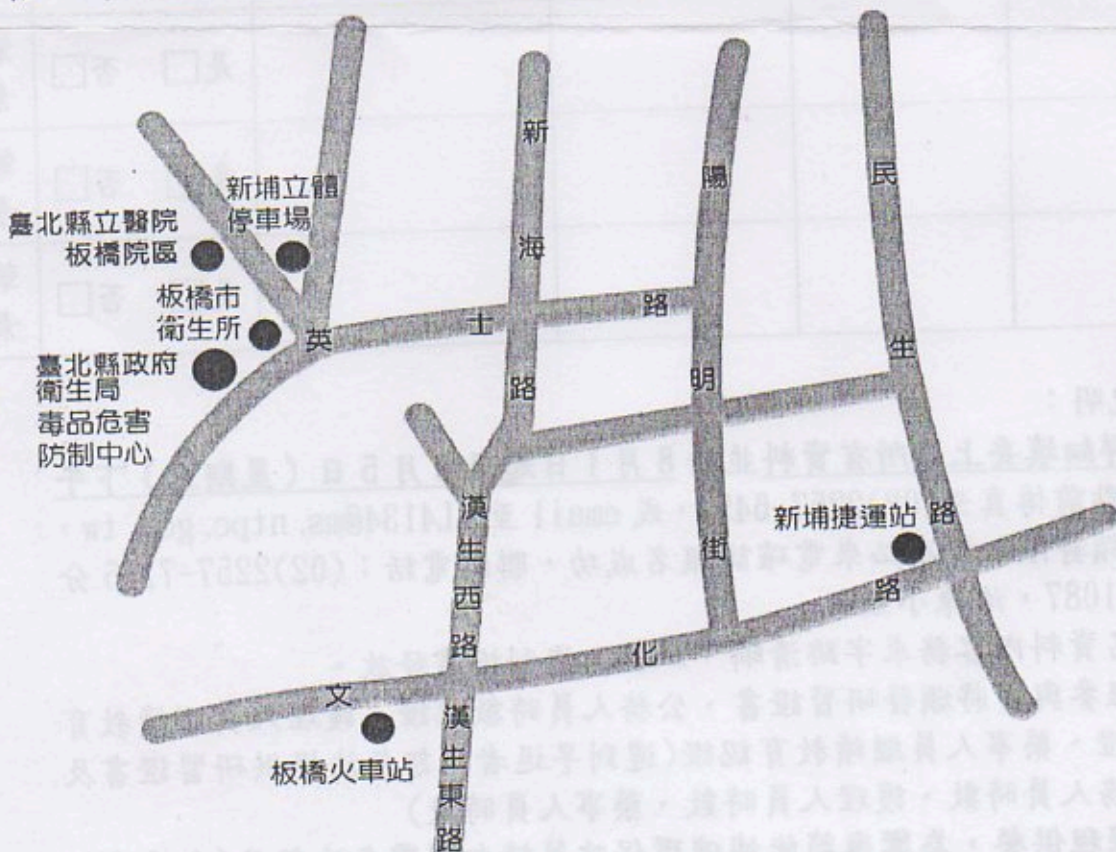 新埔立體
停車場
臺北縣立醫院
板橋院區
板橋市
衛生所
臺北縣政府
衛生局
毒品危害
防制中心
英士路
新海路
陽明街
民生路
漢生西路
新埔捷運站
文化路
板橋火車站
漢生東路